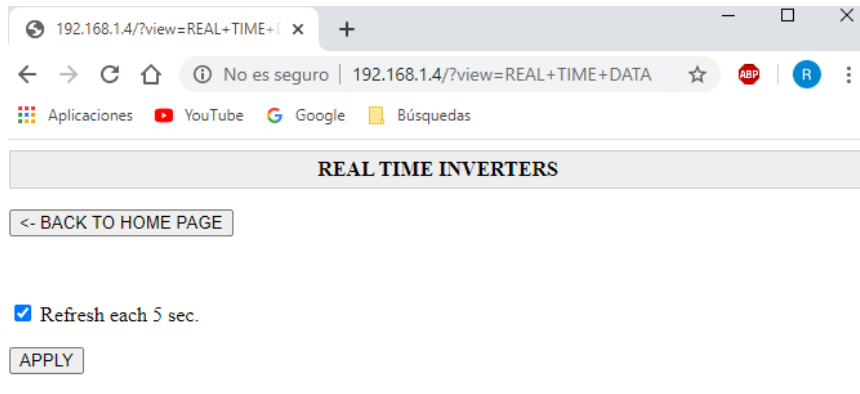 192.168.1.4/?view=REAL+TIME+
No es seguro | 192.168.1.4/?view=REAL+TIME+DATA ABP R
Aplicaciones YouTube G Google Búsquedas
REAL TIME INVERTERS
<- BACK TO HOME PAGE
Refresh each 5 sec.
APPLY